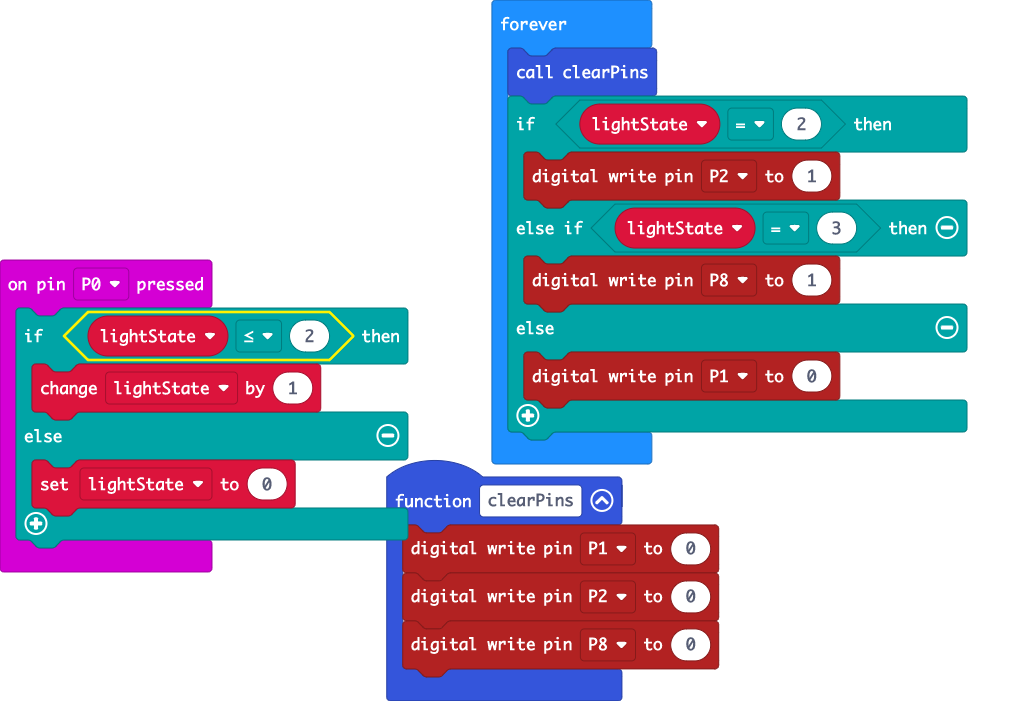 forever
call clearPins
if lightState = 2 then
digital write pin P2 to 1
else if lightState = 3 then
digital write pin P8 to 1
else
digital write pin P1 to 0
on pin P0 pressed
if lightState ≤ 2 then
change lightState by 1
else
set lightState to 0
function clearPins
digital write pin P1 to 0
digital write pin P2 to 0
digital write pin P8 to 0